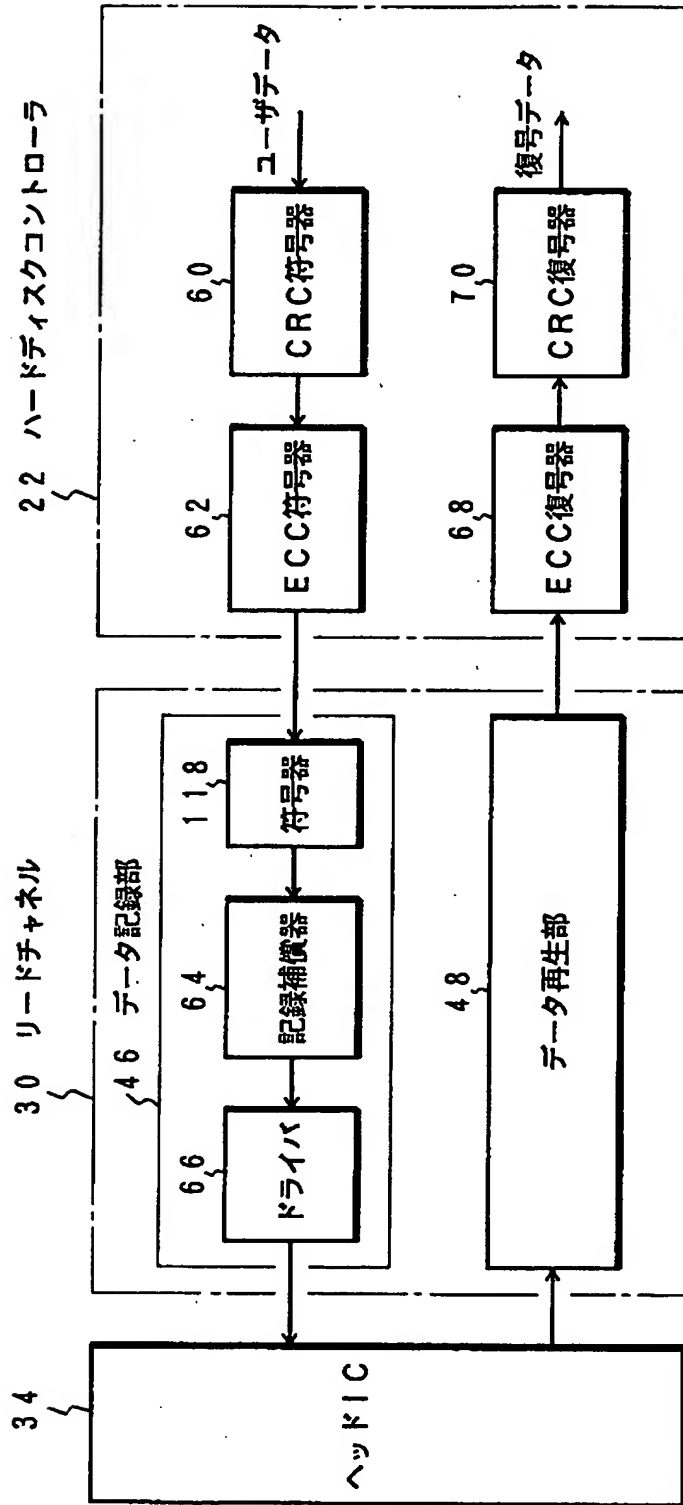 22 ハードディスクコントローラ
ユーザデータ
60
CRC符号器
62
ECC符号器
復号データ
70
CRC復号器
68
ECC復号器
30 リードチャネル
46 データ記録部
118
符号器
64
記録補償器
66
ドライバ
48
データ再生部
34
ヘッドIC